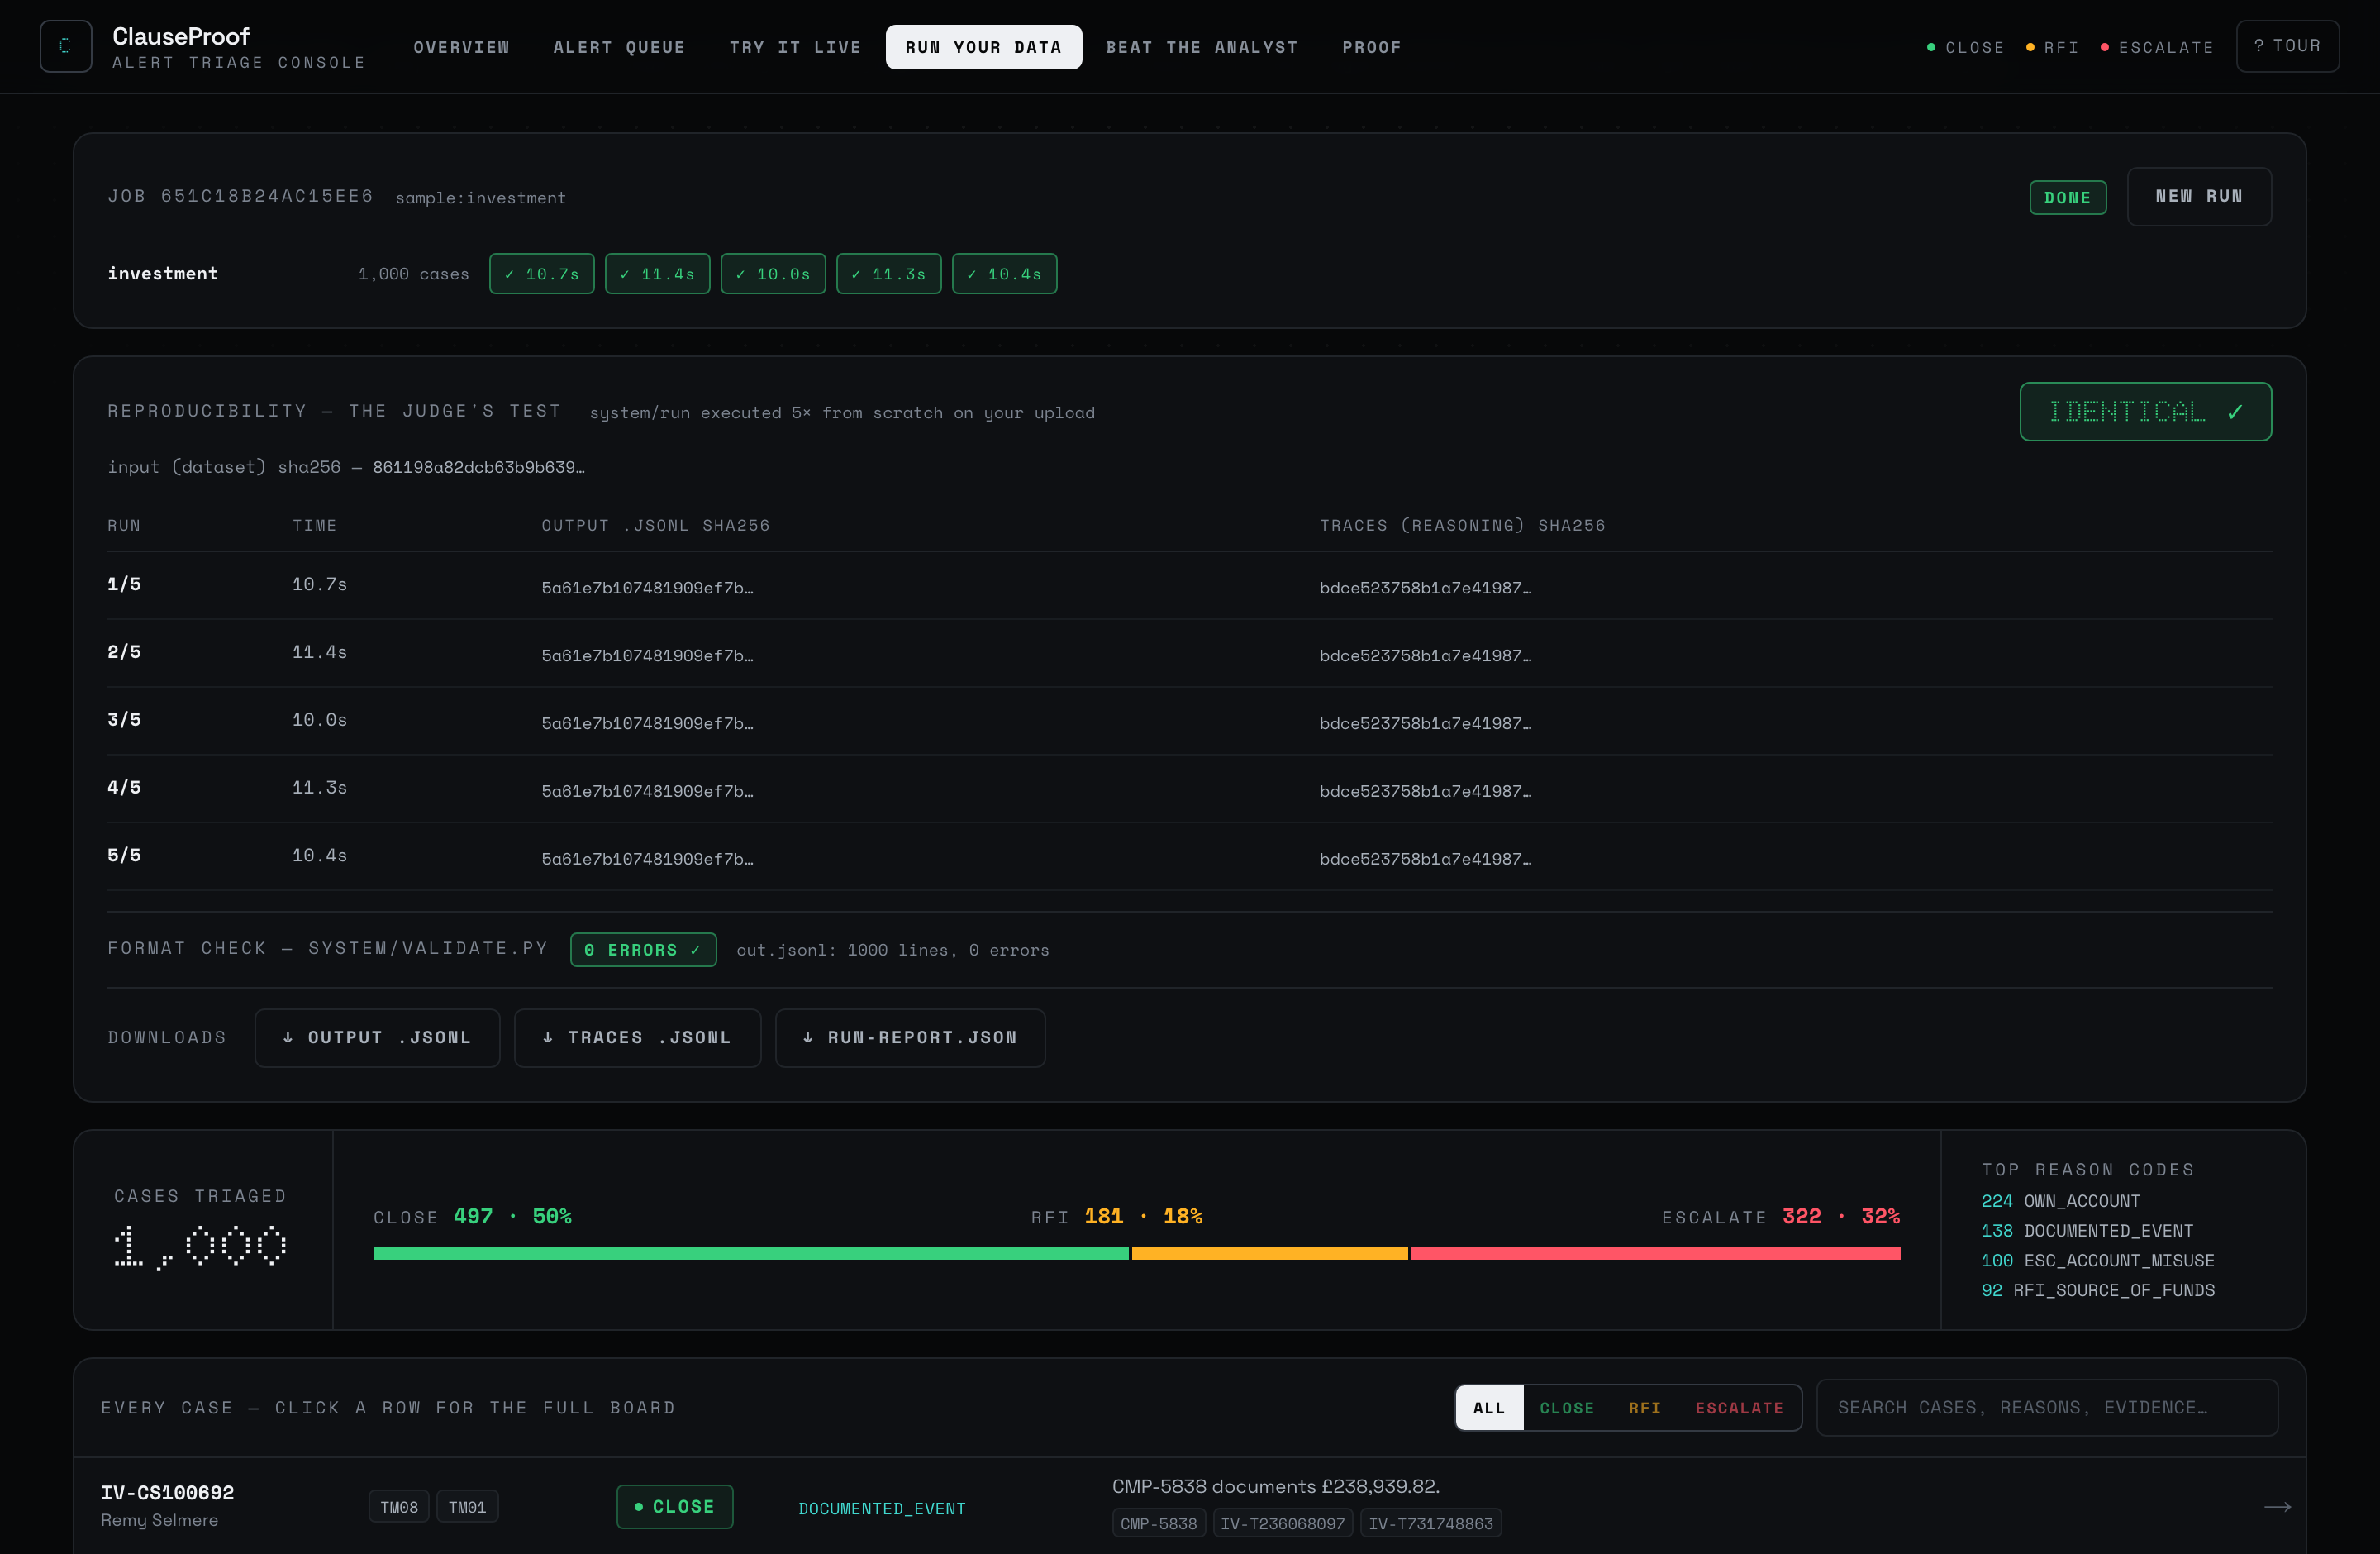 C
ClauseProof
ALERT TRIAGE CONSOLE
OVERVIEW
ALERT QUEUE
TRY IT LIVE
RUN YOUR DATA
BEAT THE ANALYST
PROOF
CLOSE
RFI
ESCALATE
? TOUR
JOB 651C18B24AC15EE6 sample:investment
DONE
NEW RUN
investment 1,000 cases ✓ 10.7s ✓ 11.4s ✓ 10.0s ✓ 11.3s ✓ 10.4s
REPRODUCIBILITY — THE JUDGE'S TEST system/run executed 5× from scratch on your upload
IDENTICAL ✓
input (dataset) sha256 — 861198a82dcb63b9b639…
RUN TIME OUTPUT .JSONL SHA256 TRACES (REASONING) SHA256
1/5 10.7s 5a61e7b107481909ef7b… bdce523758b1a7e41987…
2/5 11.4s 5a61e7b107481909ef7b… bdce523758b1a7e41987…
3/5 10.0s 5a61e7b107481909ef7b… bdce523758b1a7e41987…
4/5 11.3s 5a61e7b107481909ef7b… bdce523758b1a7e41987…
5/5 10.4s 5a61e7b107481909ef7b… bdce523758b1a7e41987…
FORMAT CHECK — SYSTEM/VALIDATE.PY 0 ERRORS ✓ out.jsonl: 1000 lines, 0 errors
DOWNLOADS ↓ OUTPUT .JSONL ↓ TRACES .JSONL ↓ RUN-REPORT.JSON
CASES TRIAGED
1,000
CLOSE 497 · 50%
RFI 181 · 18%
ESCALATE 322 · 32%
TOP REASON CODES
224 OWN_ACCOUNT
138 DOCUMENTED_EVENT
100 ESC_ACCOUNT_MISUSE
92 RFI_SOURCE_OF_FUNDS
EVERY CASE — CLICK A ROW FOR THE FULL BOARD
ALL CLOSE RFI ESCALATE
SEARCH CASES, REASONS, EVIDENCE…
IV-CS100692
Remy Selmere
TM08 TM01
CLOSE
DOCUMENTED_EVENT
CMP-5838 documents £238,939.82.
CMP-5838 IV-T236068097 IV-T731748863
→